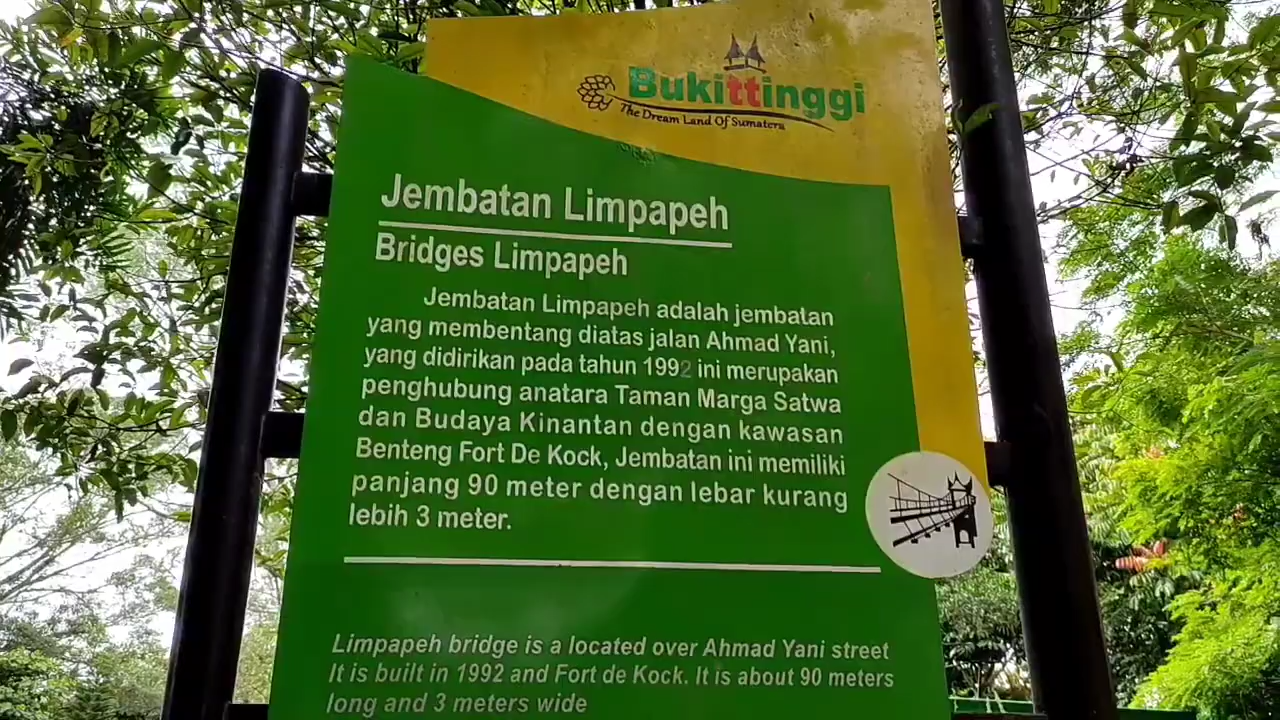 Bukittinggi
The Dream Land Of Sumatera
Jembatan Limpapeh
Bridges Limpapeh
Jembatan Limpapeh adalah jembatan
yang membentang diatas jalan Ahmad Yani,
yang didirikan pada tahun 1992 ini merupakan
penghubung anatara Taman Marga Satwa
dan Budaya Kinantan dengan kawasan
Benteng Fort De Kock, Jembatan ini memiliki
panjang 90 meter dengan lebar kurang
lebih 3 meter.
Limpapeh bridge is a located over Ahmad Yani street
It is built in 1992 and Fort de Kock. It is about 90 meters
long and 3 meters wide